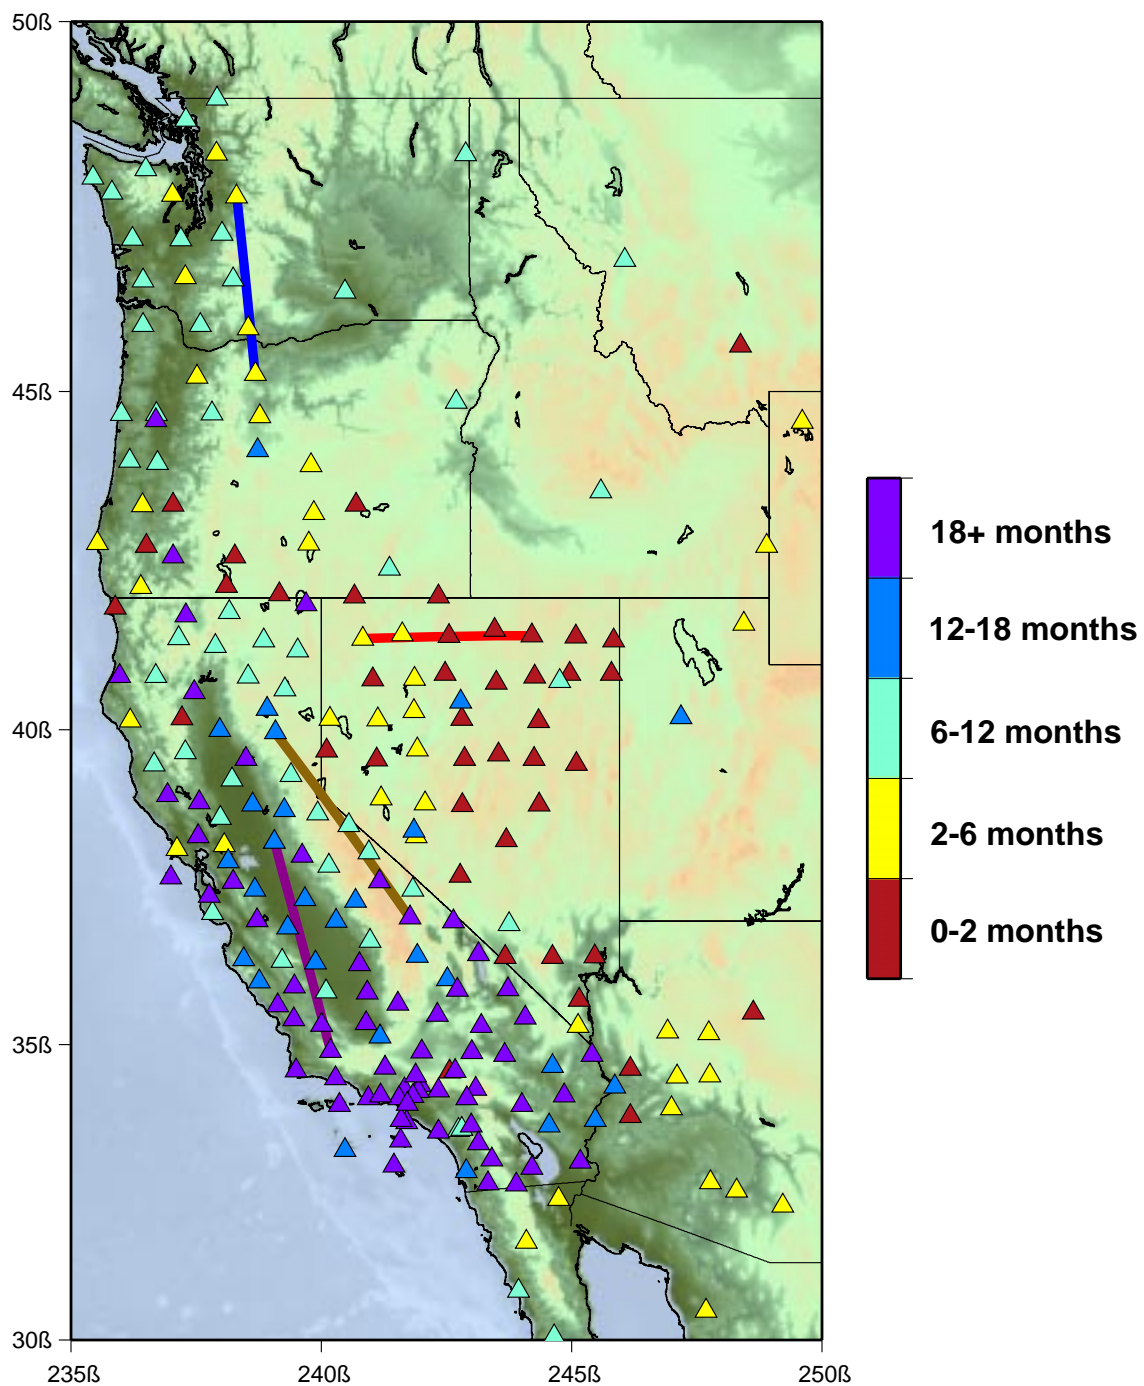 50ß
45ß
40ß
35ß
30ß
235ß
240ß
245ß
250ß
18+ months
12-18 months
6-12 months
2-6 months
0-2 months